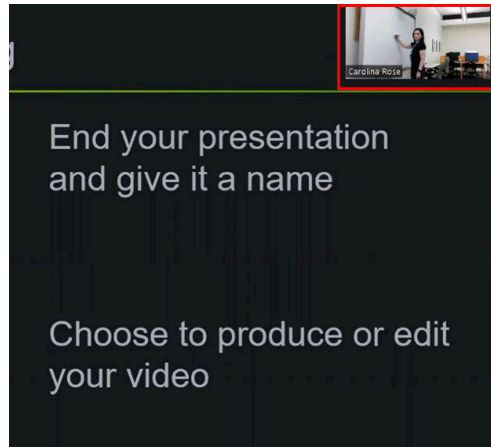 g
Carolina Rose
End your presentation
and give it a name
Choose to produce or edit
your video